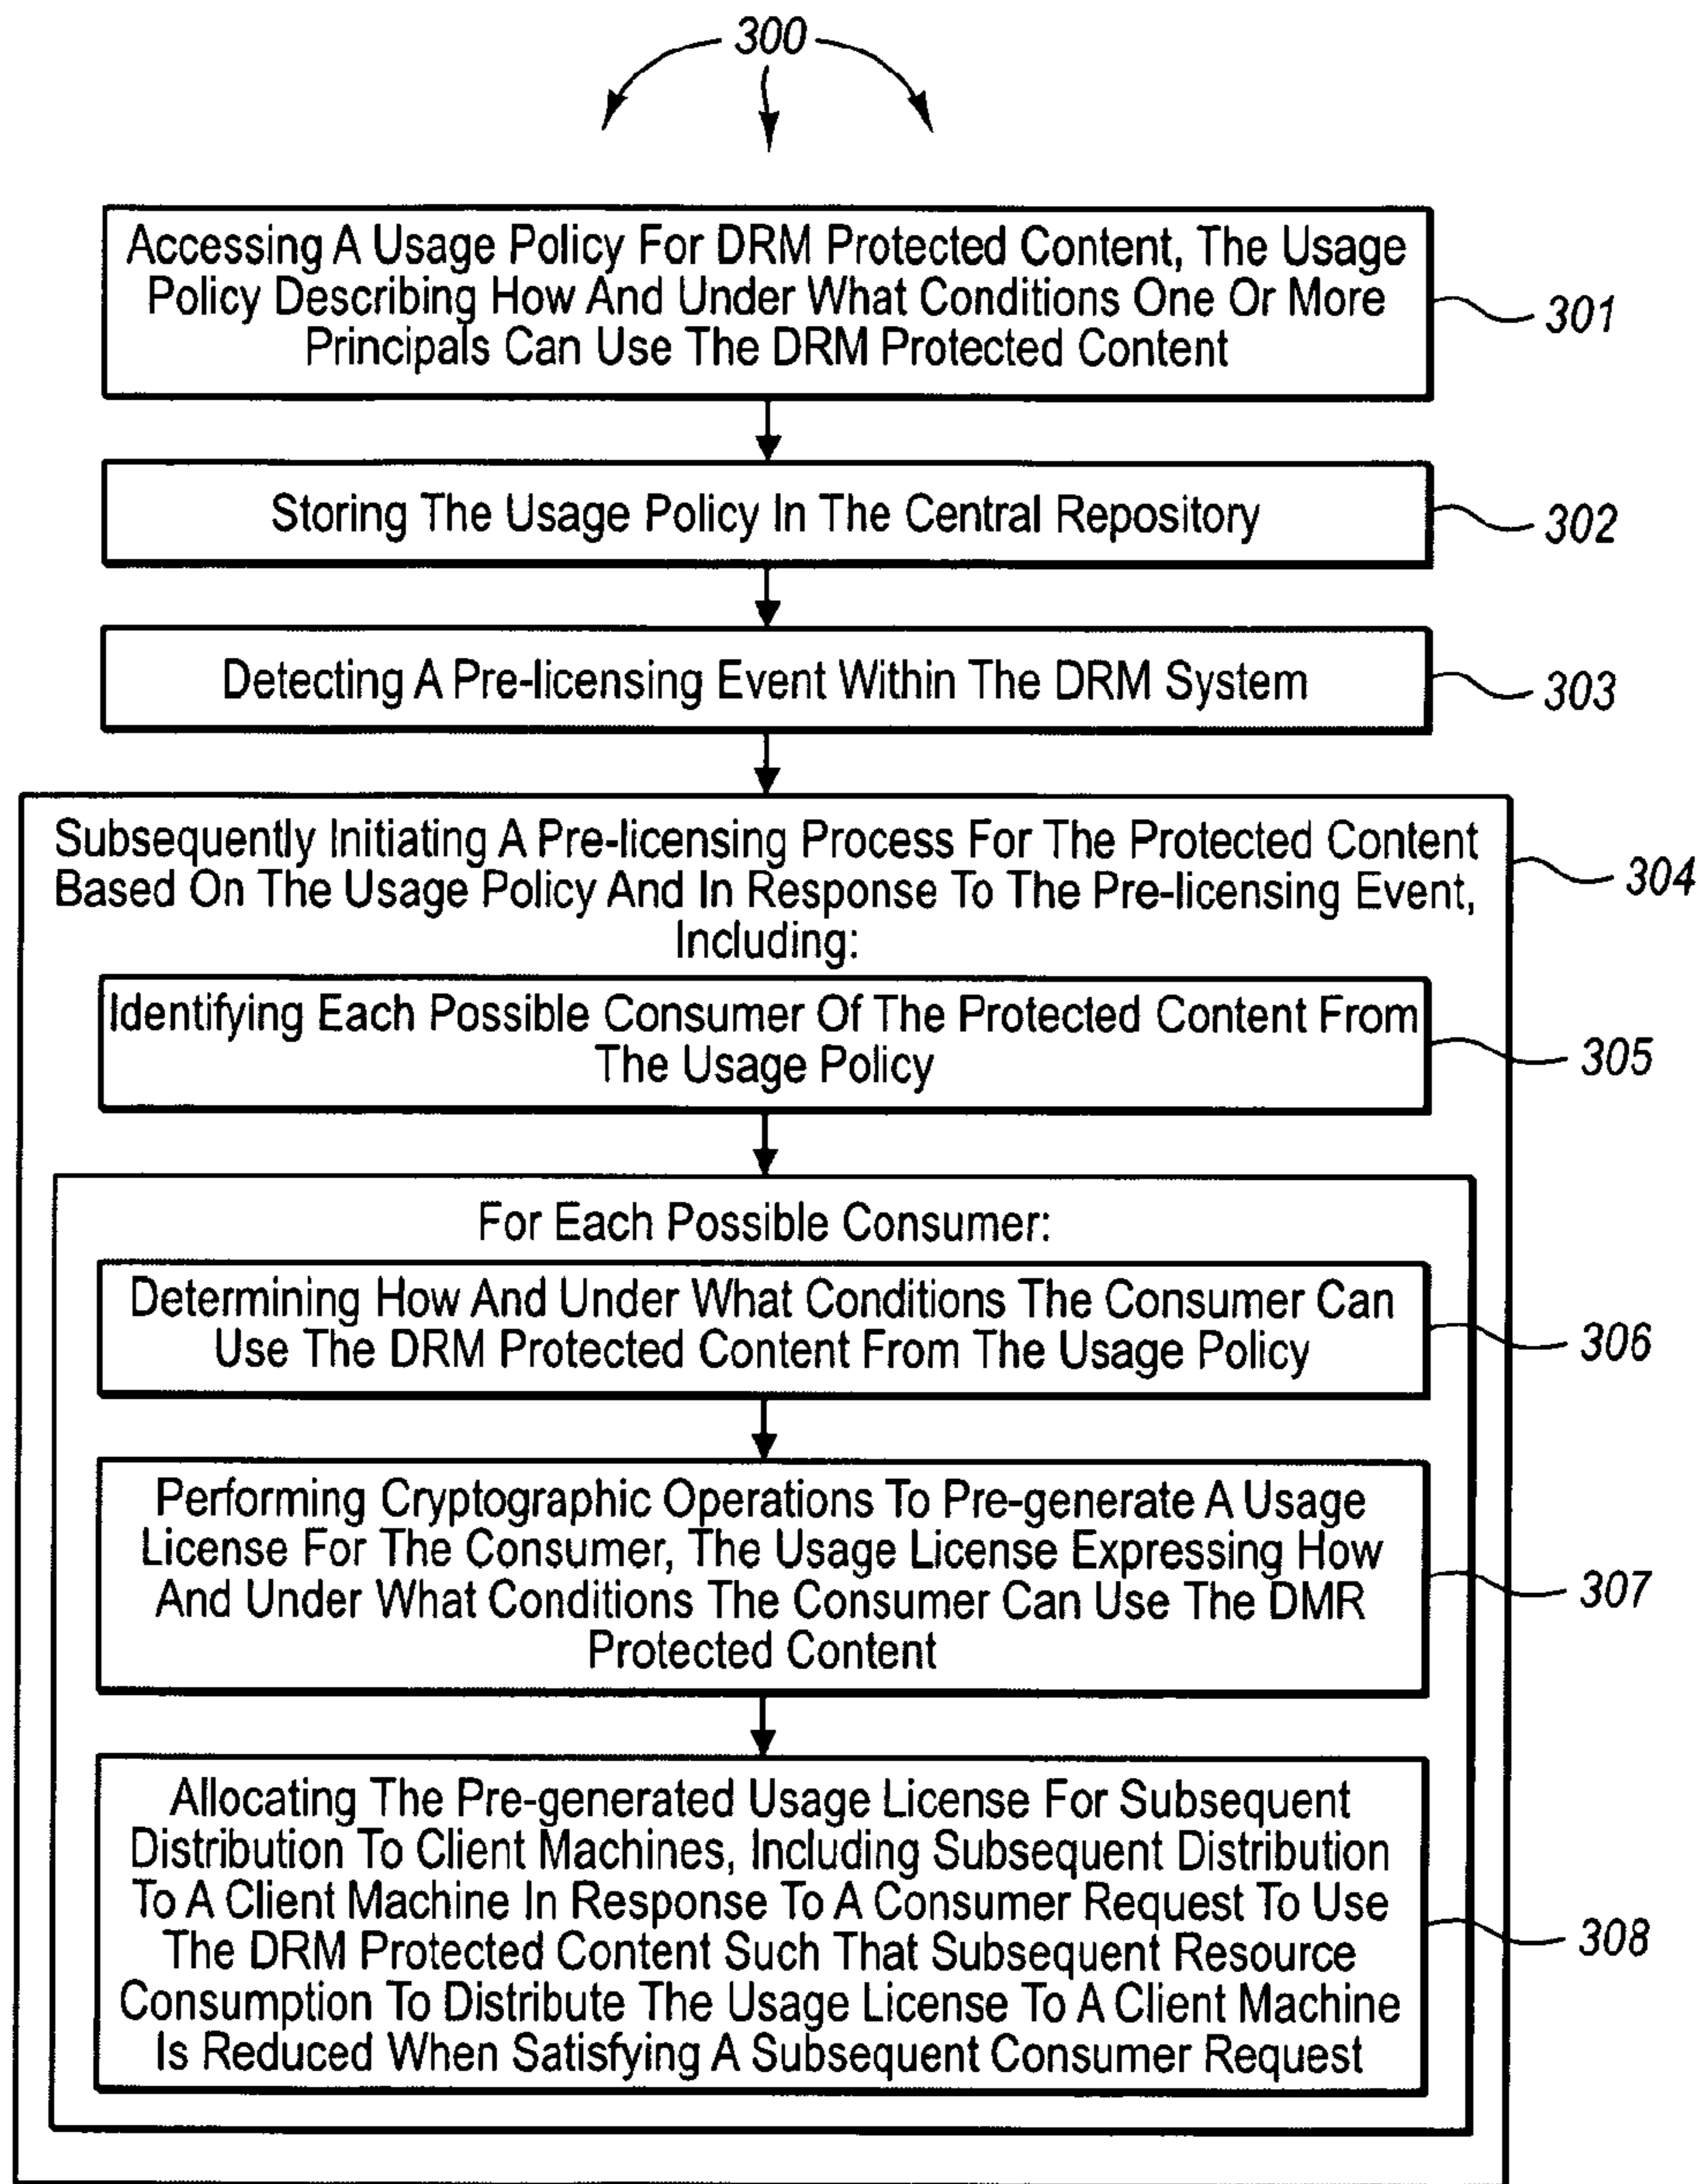 300
Accessing A Usage Policy For DRM Protected Content, The Usage
Policy Describing How And Under What Conditions One Or More
Principals Can Use The DRM Protected Content
301
Storing The Usage Policy In The Central Repository
302
Detecting A Pre-licensing Event Within The DRM System
303
Subsequently Initiating A Pre-licensing Process For The Protected Content
Based On The Usage Policy And In Response To The Pre-licensing Event,
Including:
304
Identifying Each Possible Consumer Of The Protected Content From
The Usage Policy
305
For Each Possible Consumer:
Determining How And Under What Conditions The Consumer Can
Use The DRM Protected Content From The Usage Policy
306
Performing Cryptographic Operations To Pre-generate A Usage
License For The Consumer, The Usage License Expressing How
And Under What Conditions The Consumer Can Use The DMR
Protected Content
307
Allocating The Pre-generated Usage License For Subsequent
Distribution To Client Machines, Including Subsequent Distribution
To A Client Machine In Response To A Consumer Request To Use
The DRM Protected Content Such That Subsequent Resource
Consumption To Distribute The Usage License To A Client Machine
Is Reduced When Satisfying A Subsequent Consumer Request
308